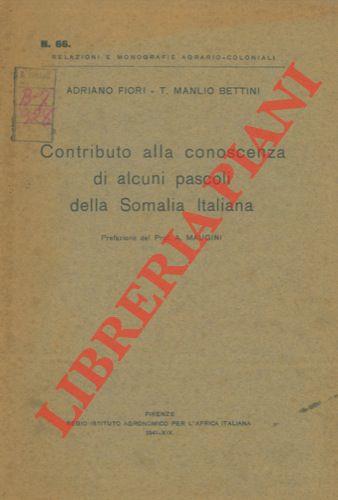 N. 66.
RELAZIONI E MONOGRAFIE AGRARIO-COLONIALI
ADRIANO FIORI - T. MANLIO BETTINI
Contributo alla conoscenza
di alcuni pascoli
della Somalia Italiana
Prefazione del Prof. A. MAUGINI
LIBRERIA PIANI
FIRENZE
REGIO ISTITUTO AGRONOMICO PER L'AFRICA ITALIANA
1941-XIX